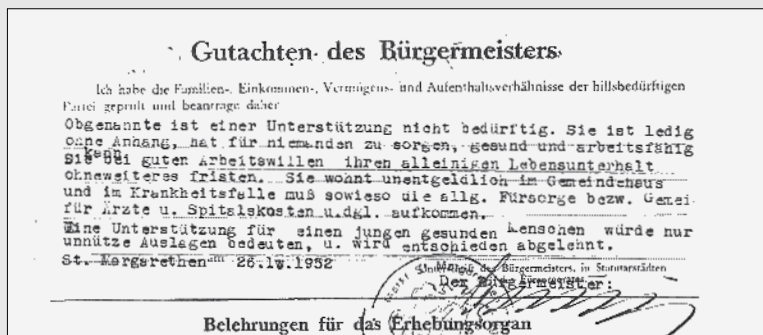 Gutachten des Bürgermeisters
Ich habe die Familien-, Einkommen-, Vermögens- und Aufenthaltsverhältnisse der hilfsbedürftigen
Partei geprüft und beantrage daher
Obgenannte ist einer Unterstützung nicht bedürftig. Sie ist ledig
ohne Anhang, hat für niemanden zu sorgen, gesund und arbeitsfähig
kann
Sie bei guten Arbeitswillen ihren alleinigen Lebensunterhalt
ohneweiteres fristen. Sie wohnt unentgeldlich im Gemeindehaus
und im Krankheitsfalle muß sowieso die allg. Fürsorge bezw. Gemei-
für Ärzte u. Spitalskosten u.dgl. aufkommen.
Eine Unterstützung für einen jungen gesunden Menschen würde nur
unnütze Auslagen bedeuten, u. wird entschieden abgelehnt.
St. Margarethen am 26.
Unterschrift des Bürgermeisters, in Statutarstädten
Der Bürgermeister:
Belehrungen für das Erhebungsorgan